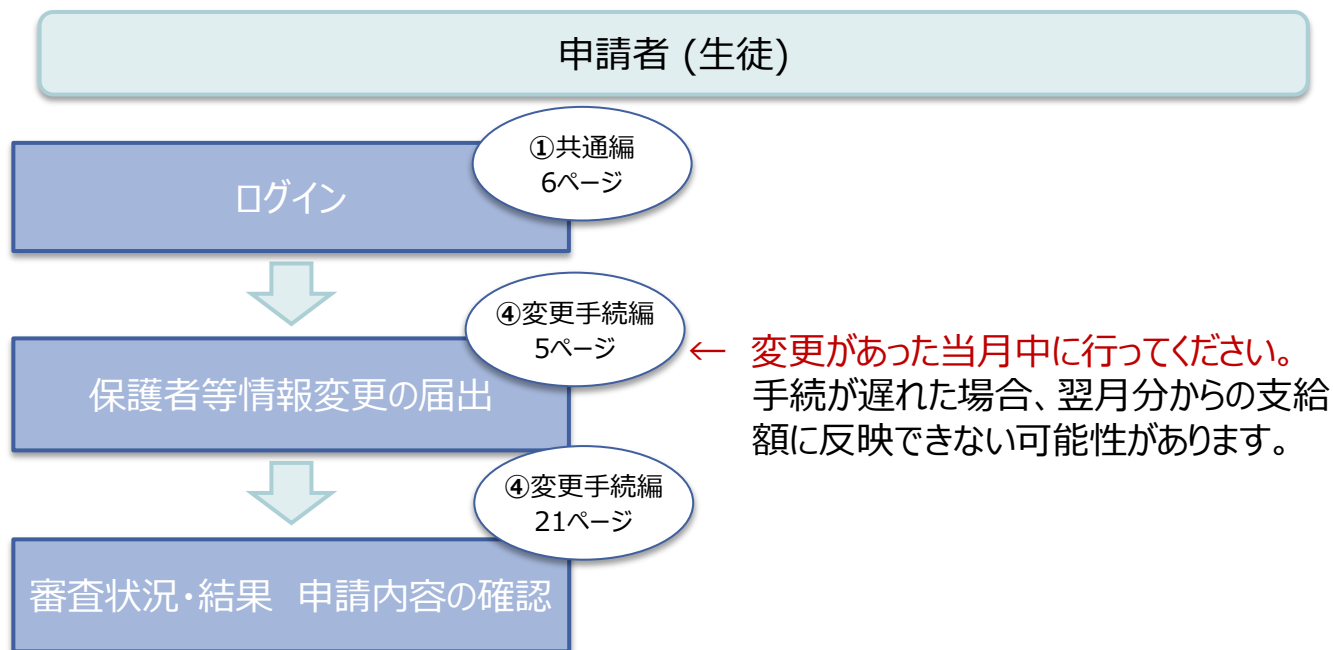 申請者 (生徒)
①共通編
6ページ
ログイン
④変更手続編
5ページ
保護者等情報変更の届出
← 変更があった当月中に行ってください。
手続が遅れた場合、翌月分からの支給
額に反映できない可能性があります。
④変更手続編
21ページ
審査状況・結果　申請内容の確認